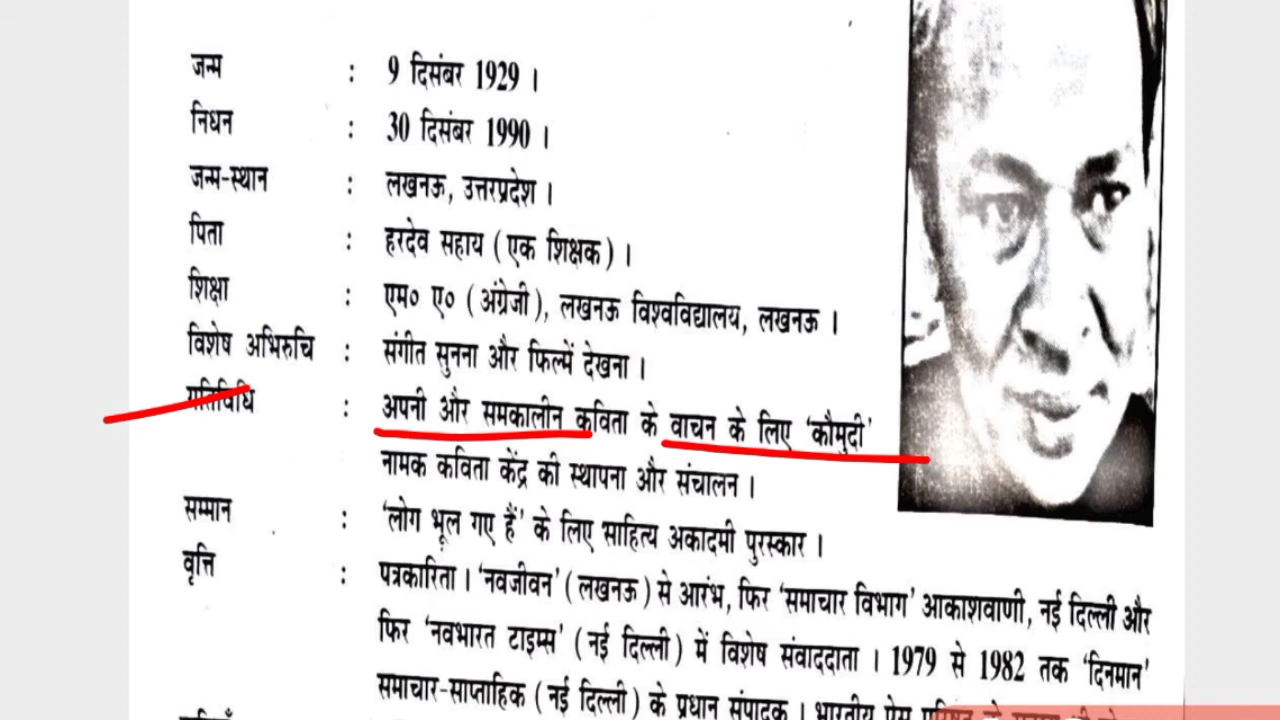 जन्म : 9 दिसंबर 1929 ।
निधन : 30 दिसंबर 1990 ।
जन्म-स्थान : लखनऊ, उत्तरप्रदेश ।
पिता : हरदेव सहाय (एक शिक्षक) ।
शिक्षा : एम० ए० (अंग्रेजी), लखनऊ विश्वविद्यालय, लखनऊ ।
विशेष अभिरुचि : संगीत सुनना और फिल्में देखना ।
गतिविधि : अपनी और समकालीन कविता के वाचन के लिए ‘कौमुदी’
नामक कविता केंद्र की स्थापना और संचालन ।
सम्मान : ‘लोग भूल गए हैं’ के लिए साहित्य अकादमी पुरस्कार ।
वृत्ति : पत्रकारिता । ‘नवजीवन’ (लखनऊ) से आरंभ, फिर ‘समाचार विभाग’ आकाशवाणी, नई दिल्ली और
फिर ‘नवभारत टाइम्स’ (नई दिल्ली) में विशेष संवाददाता । 1979 से 1982 तक ‘दिनमान’
समाचार-साप्ताहिक (नई दिल्ली) के प्रधान संपादक । भारतीय प्रेस